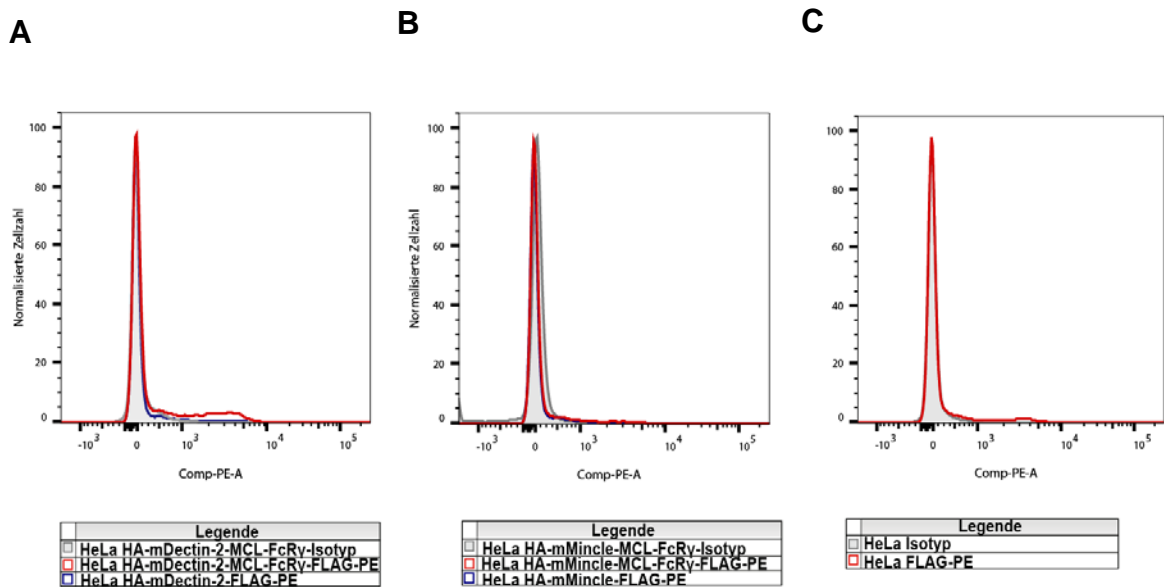 A
B
C
Normalisierte Zellzahl
100
80
60
40
20
0
-10³ 0 10³ 10⁴ 10⁵
Comp-PE-A
Normalisierte Zellzahl
100
80
60
40
20
0
-10³ 0 10³ 10⁴ 10⁵
Comp-PE-A
100
80
60
40
20
0
-10³ 0 10³ 10⁴ 10⁵
Comp-PE-A
Legende
HeLa HA-mDectin-2-MCL-FcRγ-Isotyp
HeLa HA-mDectin-2-MCL-FcRγ-FLAG-PE
HeLa HA-mDectin-2-FLAG-PE
Legende
HeLa HA-mMincle-MCL-FcRγ-Isotyp
HeLa HA-mMincle-MCL-FcRγ-FLAG-PE
HeLa HA-mMincle-FLAG-PE
Legende
HeLa Isotyp
HeLa FLAG-PE